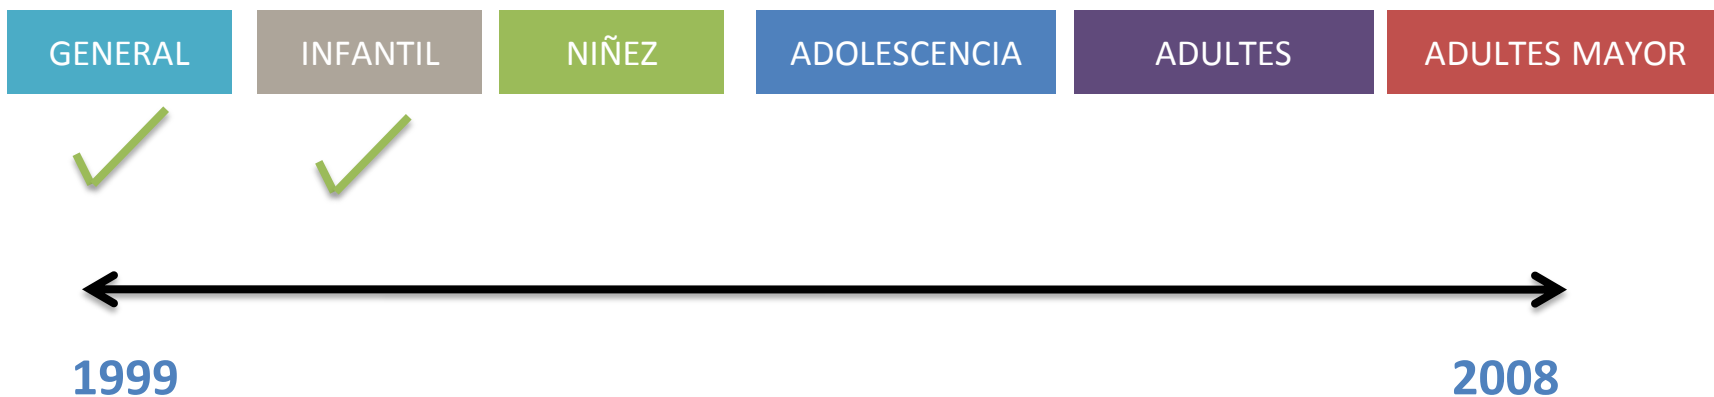 GENERAL INFANTIL NIÑEZ ADOLESCENCIA ADULTES ADULTES MAYOR
1999 2008